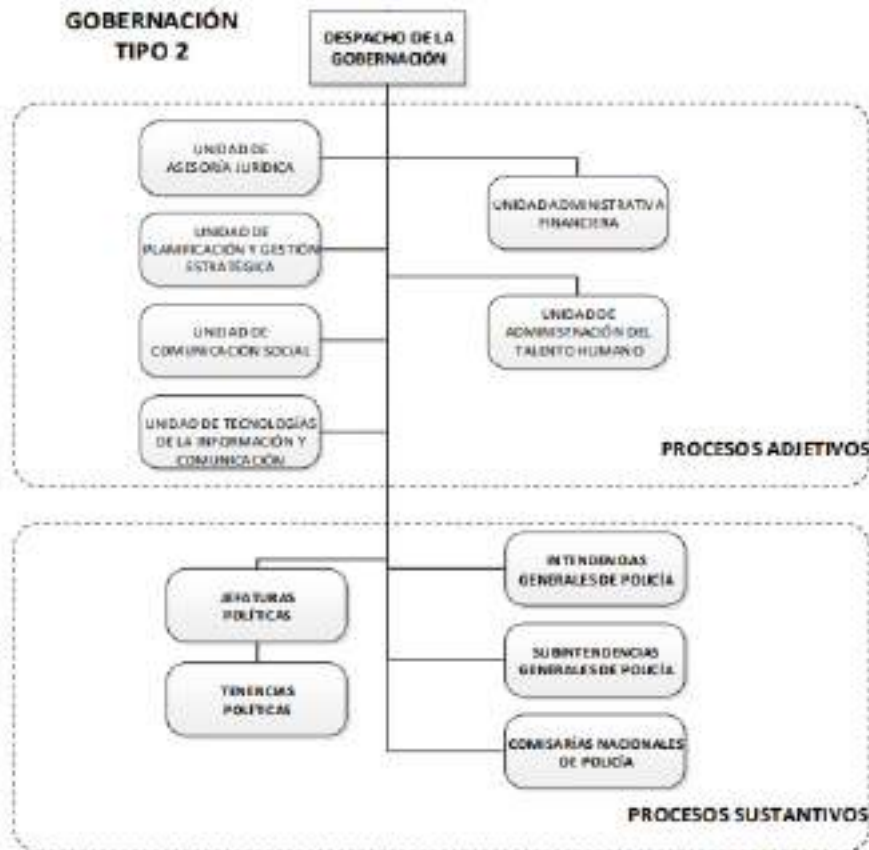 GOBERNACIÓN
TIPO 2
DESPACHO DE LA
GOBERNACIÓN
UNIDAD DE
ASESORÍA JURÍDICA
UNIDAD ADMINISTRATIVA
FINANCIERA
UNIDAD DE
PLANIFICACIÓN Y GESTIÓN
ESTRATÉGICA
UNIDAD DE
COMUNICACIÓN SOCIAL
UNIDAD DE
ADMINISTRACIÓN DEL
TALENTO HUMANO
UNIDAD DE TECNOLOGÍAS
DE LA INFORMACIÓN Y
COMUNICACIÓN
PROCESOS ADJETIVOS
JEFATURAS
POLÍTICAS
TENENCIAS
POLÍTICAS
INTENDENCIAS
GENERALES DE POLICÍA
SUBINTENDENCIAS
GENERALES DE POLICÍA
COMISARÍAS NACIONALES
DE POLICÍA
PROCESOS SUSTANTIVOS